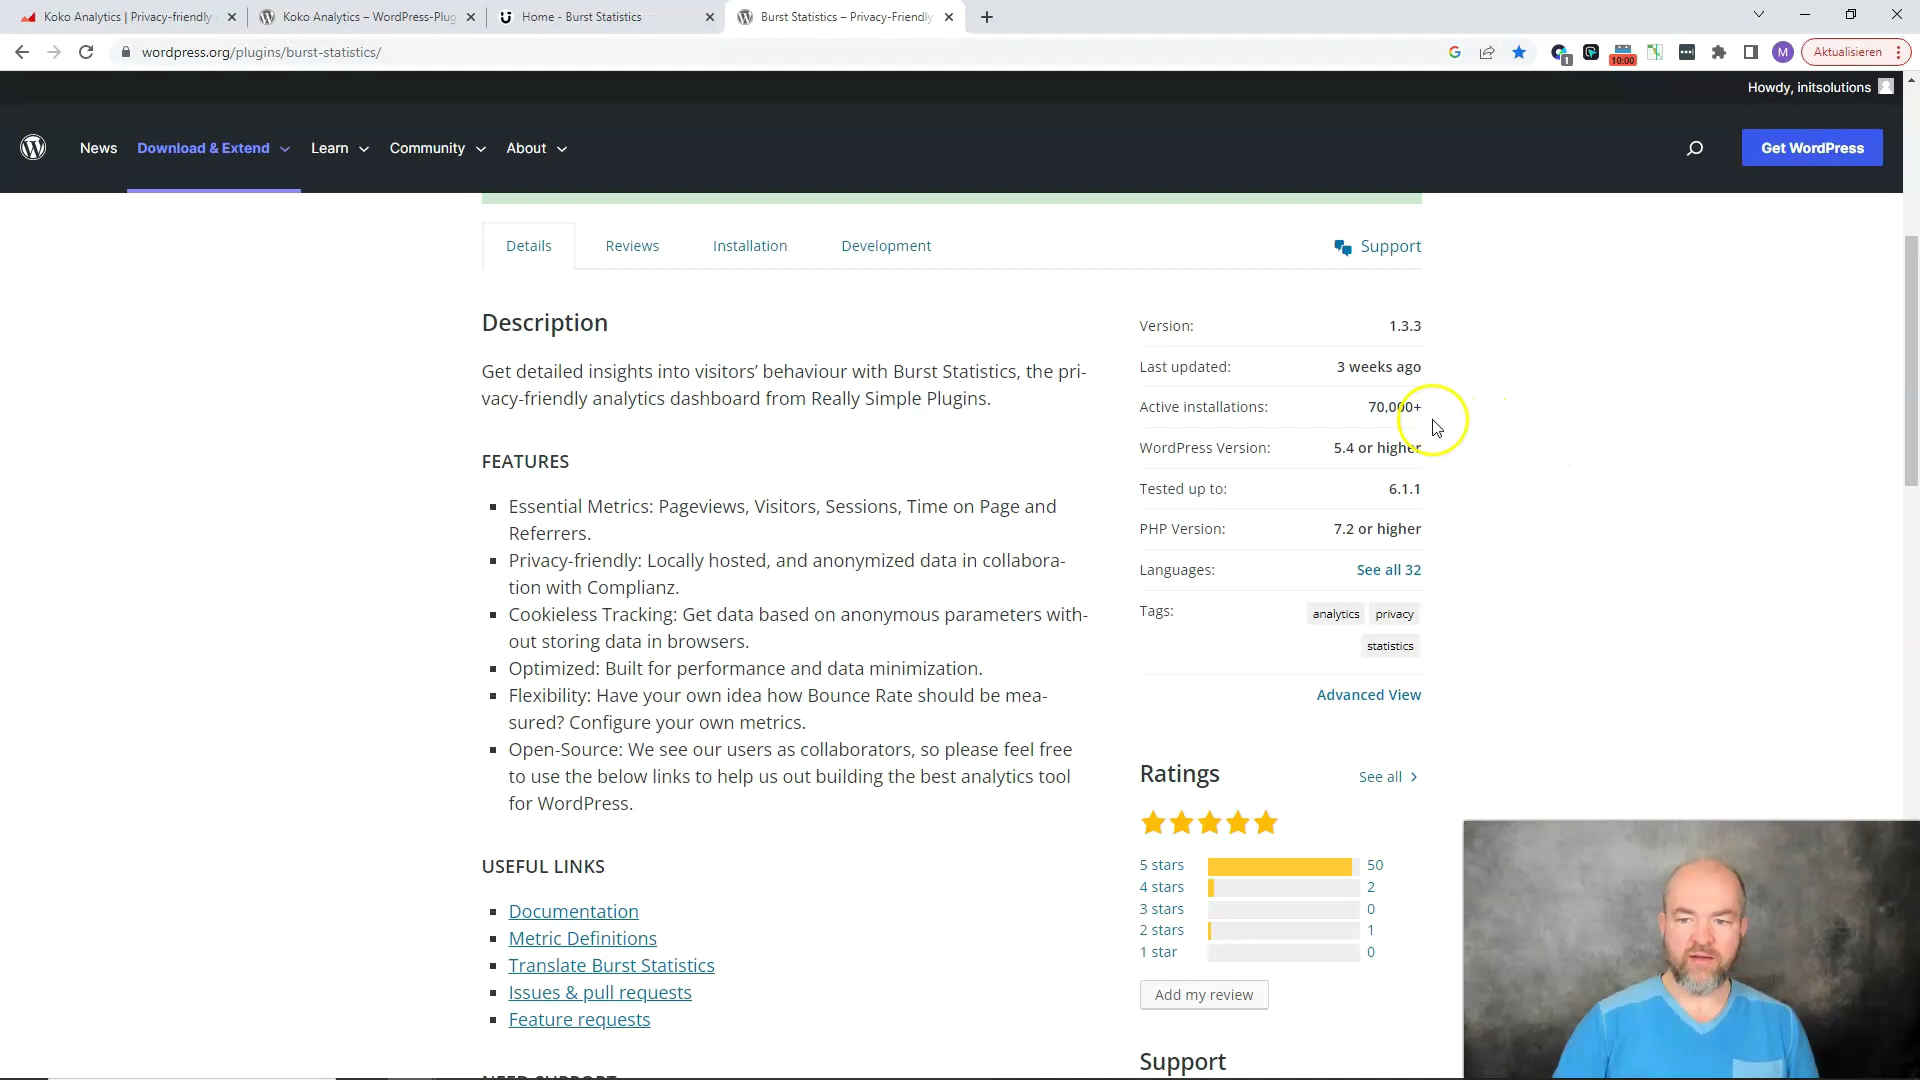 Koko Analytics | Privacy-friendly
Koko Analytics – WordPress-Plug
Home - Burst Statistics
Burst Statistics – Privacy-Friendly
wordpress.org/plugins/burst-statistics/
1
10:00
M
Aktualisieren
Howdy, initsolutions
News
Download & Extend
Learn
Community
About
Get WordPress
Details
Reviews
Installation
Development
Support
Description
Get detailed insights into visitors’ behaviour with Burst Statistics, the pri-
vacy-friendly analytics dashboard from Really Simple Plugins.
FEATURES
Essential Metrics: Pageviews, Visitors, Sessions, Time on Page and
Referrers.
Privacy-friendly: Locally hosted, and anonymized data in collabora-
tion with Complianz.
Cookieless Tracking: Get data based on anonymous parameters with-
out storing data in browsers.
Optimized: Built for performance and data minimization.
Flexibility: Have your own idea how Bounce Rate should be mea-
sured? Configure your own metrics.
Open-Source: We see our users as collaborators, so please feel free
to use the below links to help us out building the best analytics tool
for WordPress.
USEFUL LINKS
Documentation
Metric Definitions
Translate Burst Statistics
Issues & pull requests
Feature requests
Version: 1.3.3
Last updated: 3 weeks ago
Active installations: 70,000+
WordPress Version: 5.4 or higher
Tested up to: 6.1.1
PHP Version: 7.2 or higher
Languages: See all 32
Tags: analytics privacy
statistics
Advanced View
Ratings See all
5 stars 50
4 stars 2
3 stars 0
2 stars 1
1 star 0
Add my review
Support